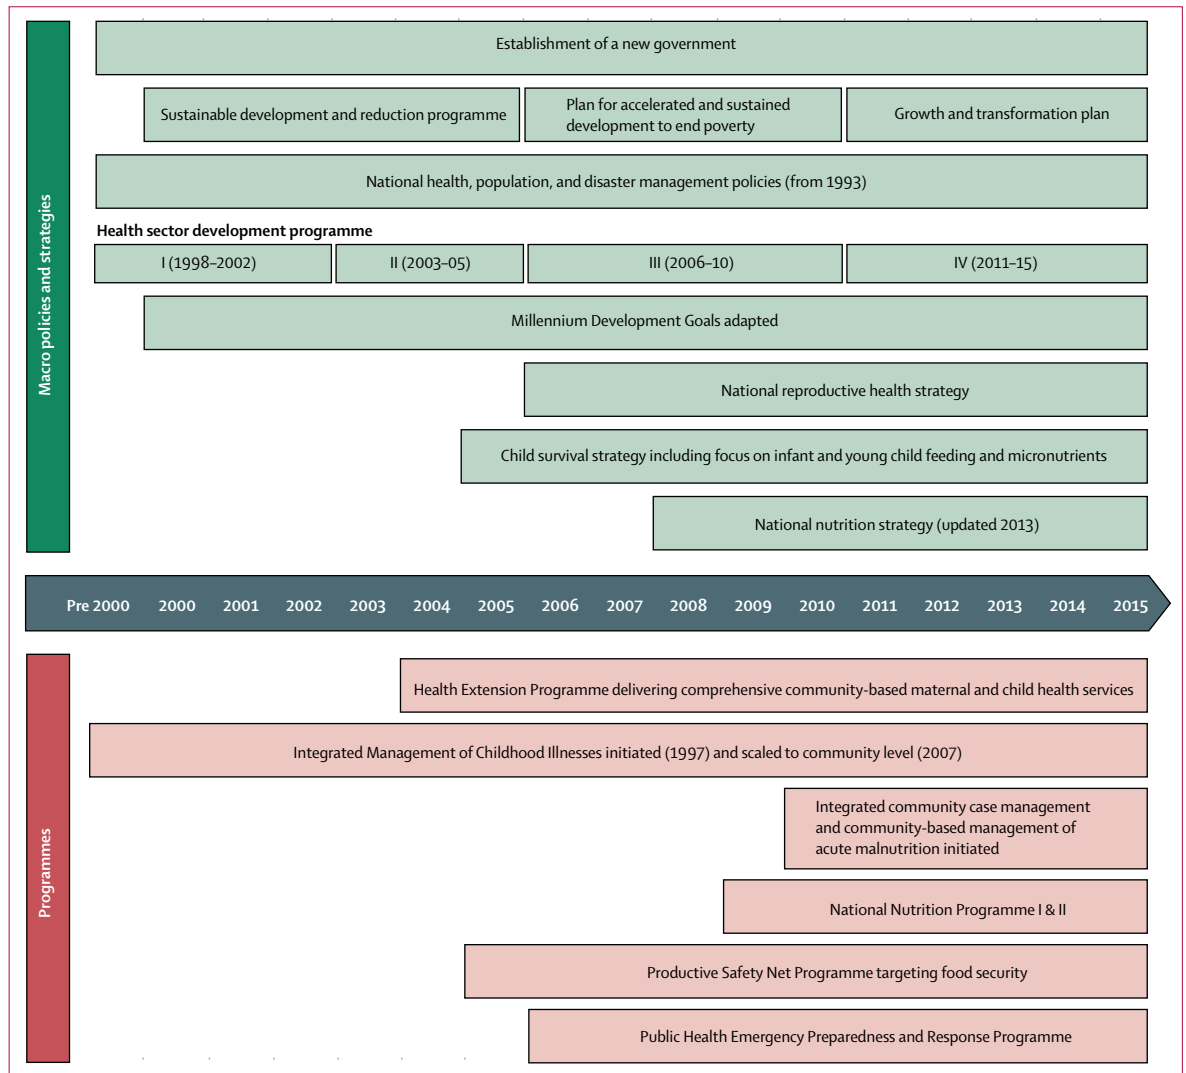 Macro policies and strategies
Establishment of a new government
Sustainable development and reduction programme
Plan for accelerated and sustained
development to end poverty
Growth and transformation plan
National health, population, and disaster management policies (from 1993)
Health sector development programme
I (1998–2002)
II (2003–05)
III (2006–10)
IV (2011–15)
Millennium Development Goals adapted
National reproductive health strategy
Child survival strategy including focus on infant and young child feeding and micronutrients
National nutrition strategy (updated 2013)
Pre 2000 2000 2001 2002 2003 2004 2005 2006 2007 2008 2009 2010 2011 2012 2013 2014 2015
Programmes
Health Extension Programme delivering comprehensive community-based maternal and child health services
Integrated Management of Childhood Illnesses initiated (1997) and scaled to community level (2007)
Integrated community case management
and community-based management of
acute malnutrition initiated
National Nutrition Programme I & II
Productive Safety Net Programme targeting food security
Public Health Emergency Preparedness and Response Programme